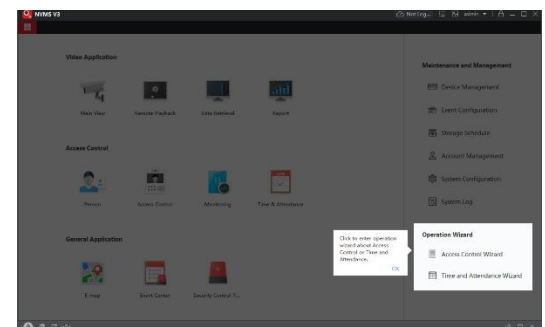 NVMS V3
admin
Video Application
Maintenance and Management
Main View
Remote Playback
Data Retrieval
Report
Device Management
Event Configuration
Storage Schedule
Access Control
Account Management
System Configuration
Person
Access Control
Monitoring
Time & Attendance
System Log
General Application
Click to enter operation
wizard about Access
Control or Time and
Attendance.
OK
Operation Wizard
Access Control Wizard
Time and Attendance Wizard
E-map
Event Center
Security Control T...